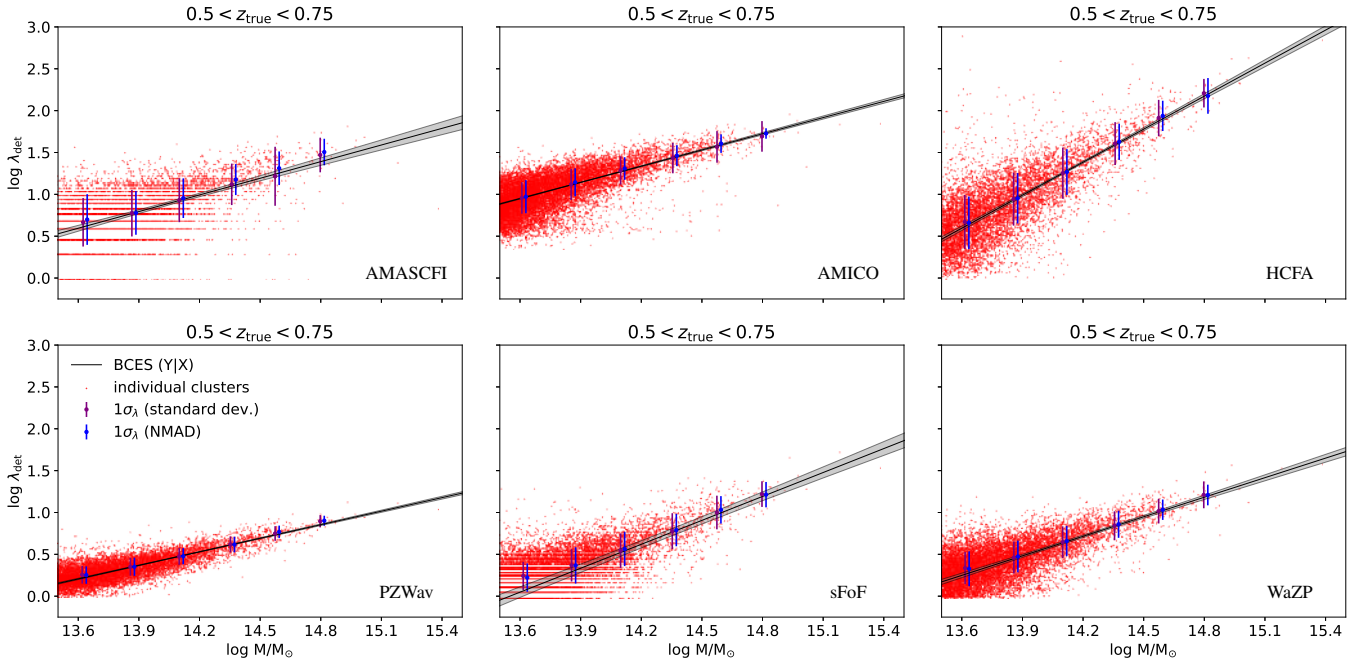 0.5 < z_true < 0.75
0.5 < z_true < 0.75
0.5 < z_true < 0.75
3.0
2.5
2.0
1.5
1.0
0.5
0.0
log λ_det
AMASCFI
AMICO
HCFA
0.5 < z_true < 0.75
0.5 < z_true < 0.75
0.5 < z_true < 0.75
3.0
2.5
2.0
1.5
1.0
0.5
0.0
log λ_det
BCES (Y|X)
individual clusters
1σ_λ (standard dev.)
1σ_λ (NMAD)
PZWav
sFoF
WaZP
13.6 13.9 14.2 14.5 14.8 15.1 15.4
13.6 13.9 14.2 14.5 14.8 15.1 15.4
13.6 13.9 14.2 14.5 14.8 15.1 15.4
log M/M_⊙
log M/M_⊙
log M/M_⊙